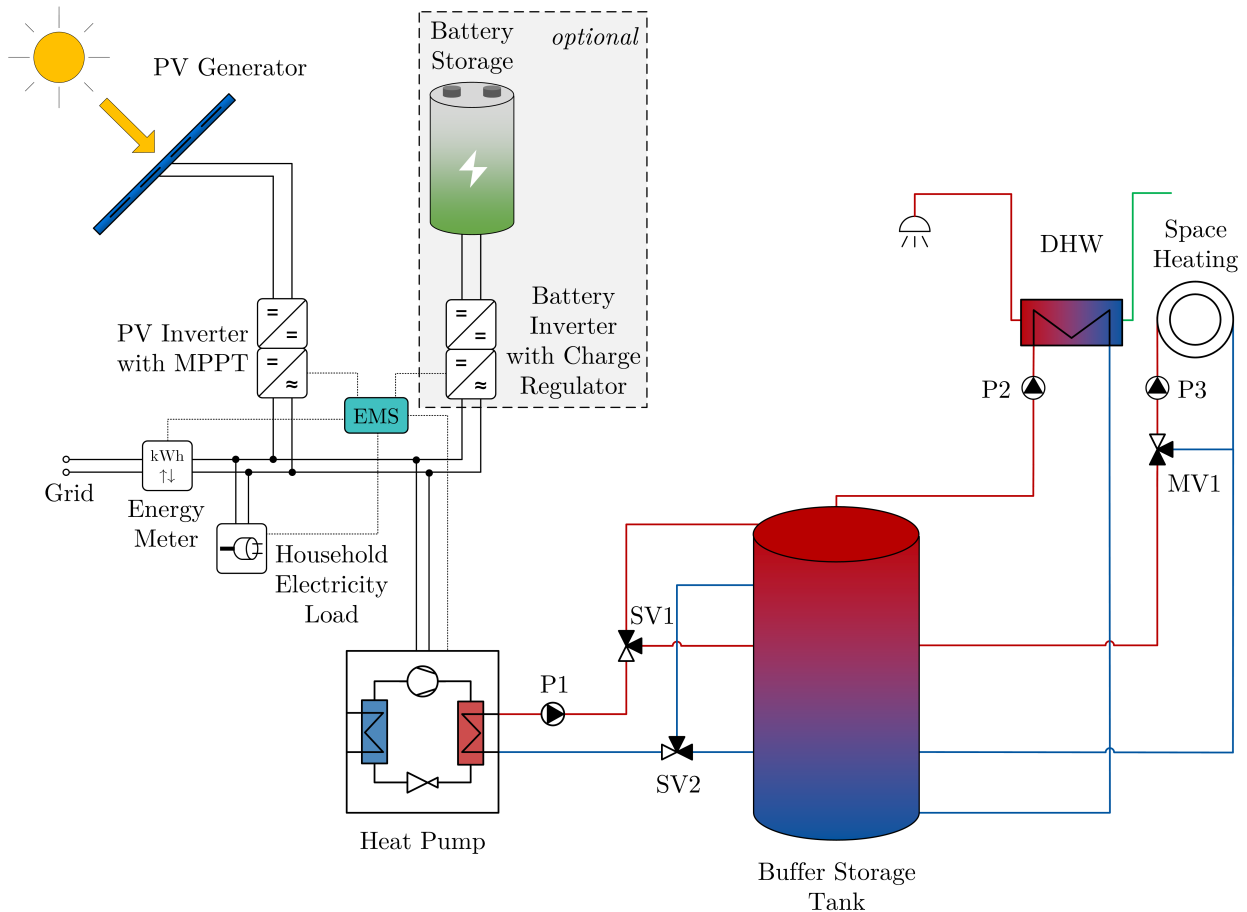 Battery
Storage
optional
PV Generator
DHW
Space
Heating
PV Inverter
with MPPT
Battery
Inverter
with Charge
Regulator
EMS
P2
P3
kWh
Grid
Energy
Meter
MV1
Household
Electricity
Load
SV1
P1
SV2
Heat Pump
Buffer Storage
Tank